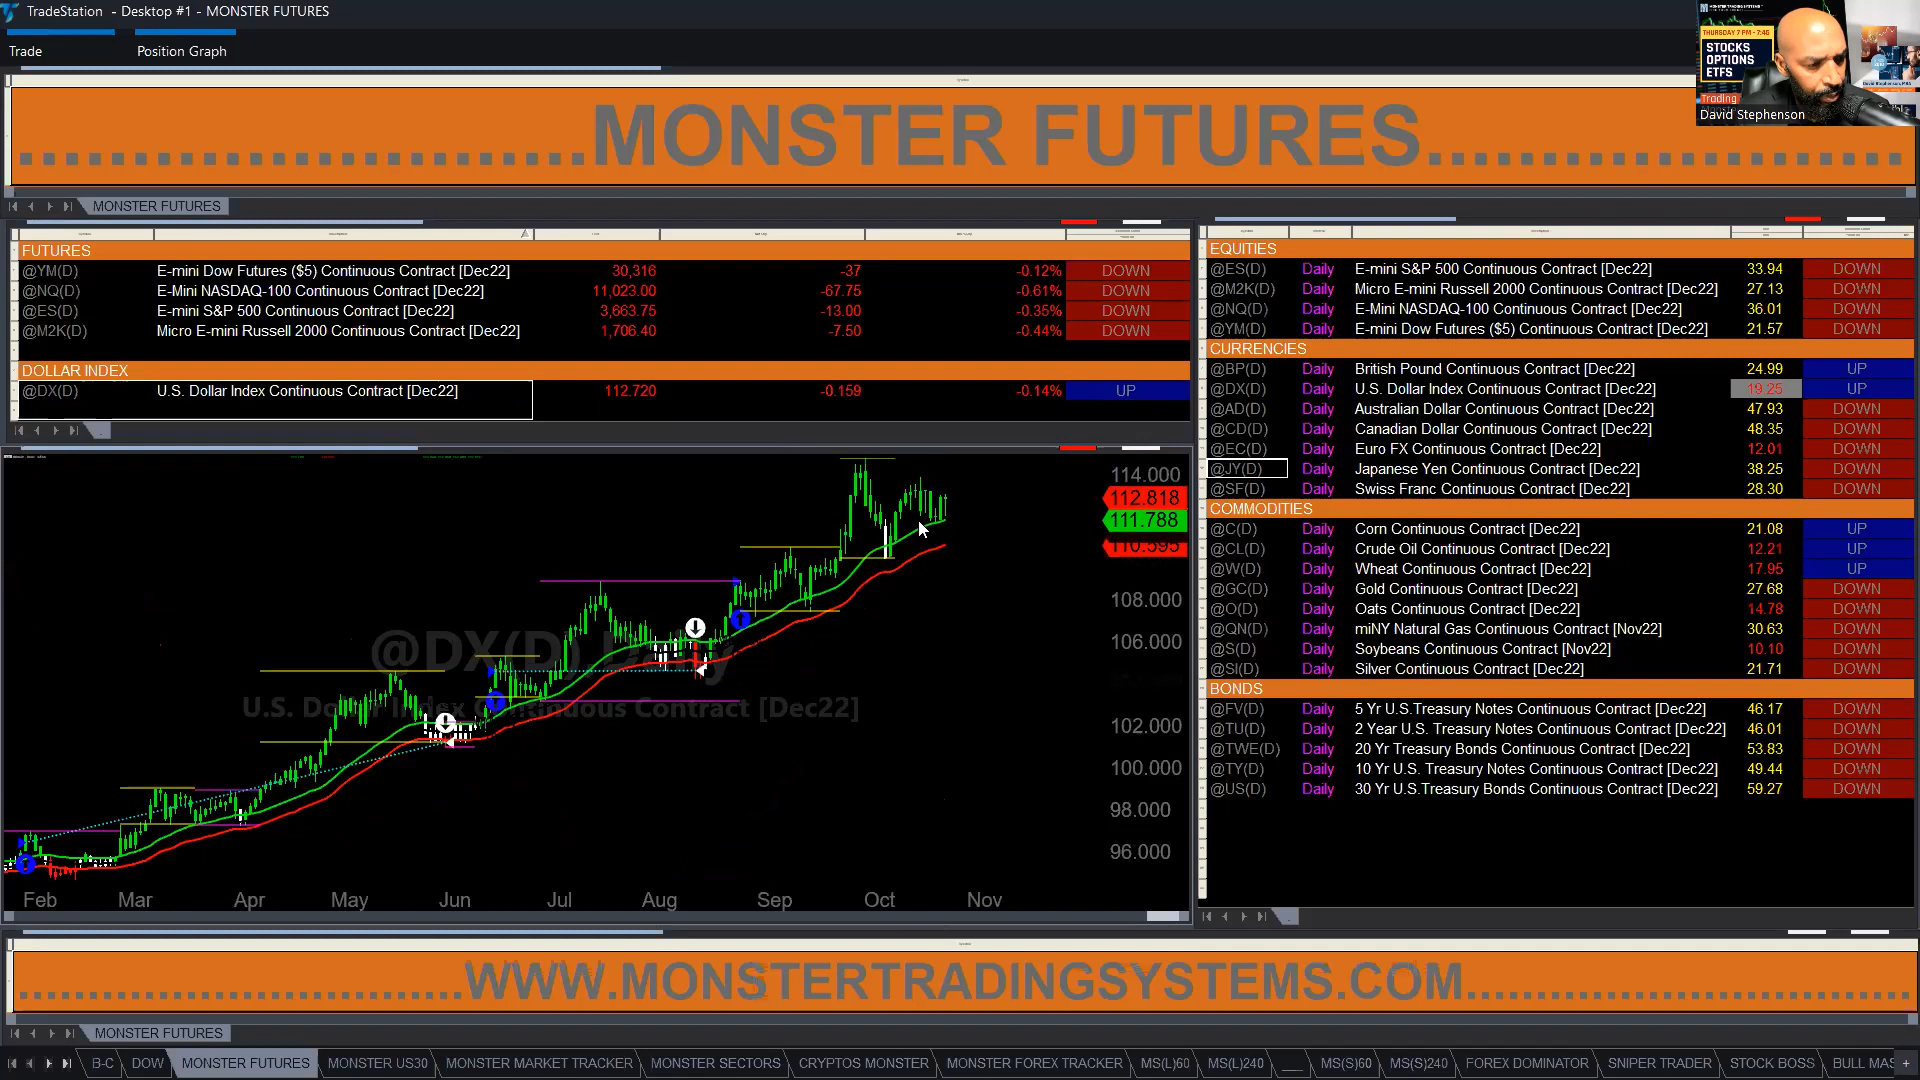 TradeStation - Desktop #1 - MONSTER FUTURES
Trade
Position Graph
THURSDAY 7 PM - 7:45
STOCKS
OPTIONS
ETFS
Trading
David Stephenson
MONSTER FUTURES
MONSTER FUTURES
FUTURES
@YM(D) E-mini Dow Futures ($5) Continuous Contract [Dec22] 30,316 -37 -0.12% DOWN
@NQ(D) E-Mini NASDAQ-100 Continuous Contract [Dec22] 11,023.00 -67.75 -0.61% DOWN
@ES(D) E-mini S&P 500 Continuous Contract [Dec22] 3,663.75 -13.00 -0.35% DOWN
@M2K(D) Micro E-mini Russell 2000 Continuous Contract [Dec22] 1,706.40 -7.50 -0.44% DOWN
DOLLAR INDEX
@DX(D) U.S. Dollar Index Continuous Contract [Dec22] 112.720 -0.159 -0.14% UP
EQUITIES
@ES(D) Daily E-mini S&P 500 Continuous Contract [Dec22] 33.94 DOWN
@M2K(D) Daily Micro E-mini Russell 2000 Continuous Contract [Dec22] 27.13 DOWN
@NQ(D) Daily E-Mini NASDAQ-100 Continuous Contract [Dec22] 36.01 DOWN
@YM(D) Daily E-mini Dow Futures ($5) Continuous Contract [Dec22] 21.57 DOWN
CURRENCIES
@BP(D) Daily British Pound Continuous Contract [Dec22] 24.99 UP
@DX(D) Daily U.S. Dollar Index Continuous Contract [Dec22] 19.25 UP
@AD(D) Daily Australian Dollar Continuous Contract [Dec22] 47.93 DOWN
@CD(D) Daily Canadian Dollar Continuous Contract [Dec22] 48.35 DOWN
@EC(D) Daily Euro FX Continuous Contract [Dec22] 12.01 DOWN
@JY(D) Daily Japanese Yen Continuous Contract [Dec22] 38.25 DOWN
@SF(D) Daily Swiss Franc Continuous Contract [Dec22] 28.30 DOWN
COMMODITIES
@C(D) Daily Corn Continuous Contract [Dec22] 21.08 UP
@CL(D) Daily Crude Oil Continuous Contract [Dec22] 12.21 UP
@W(D) Daily Wheat Continuous Contract [Dec22] 17.95 UP
@GC(D) Daily Gold Continuous Contract [Dec22] 27.68 DOWN
@O(D) Daily Oats Continuous Contract [Dec22] 14.78 DOWN
@QN(D) Daily miNY Natural Gas Continuous Contract [Nov22] 30.63 DOWN
@S(D) Daily Soybeans Continuous Contract [Nov22] 10.10 DOWN
@SI(D) Daily Silver Continuous Contract [Dec22] 21.71 DOWN
BONDS
@FV(D) Daily 5 Yr U.S.Treasury Notes Continuous Contract [Dec22] 46.17 DOWN
@TU(D) Daily 2 Year U.S. Treasury Notes Continuous Contract [Dec22] 46.01 DOWN
@TWE(D) Daily 20 Yr Treasury Bonds Continuous Contract [Dec22] 53.83 DOWN
@TY(D) Daily 10 Yr U.S. Treasury Notes Continuous Contract [Dec22] 49.44 DOWN
@US(D) Daily 30 Yr U.S.Treasury Bonds Continuous Contract [Dec22] 59.27 DOWN
114.000
112.818
111.788
110.595
108.000
106.000
102.000
100.000
98.000
96.000
@DX(D), Daily
U.S. Dollar Index Continuous Contract [Dec22]
Feb Mar Apr May Jun Jul Aug Sep Oct Nov
WWW.MONSTERTRADINGSYSTEMS.COM
MONSTER FUTURES
B-C DOW MONSTER FUTURES MONSTER US30 MONSTER MARKET TRACKER MONSTER SECTORS CRYPTOS MONSTER MONSTER FOREX TRACKER MS(L)60 MS(L)240 ___ MS(S)60 MS(S)240 FOREX DOMINATOR SNIPER TRADER STOCK BOSS BULL MAS +